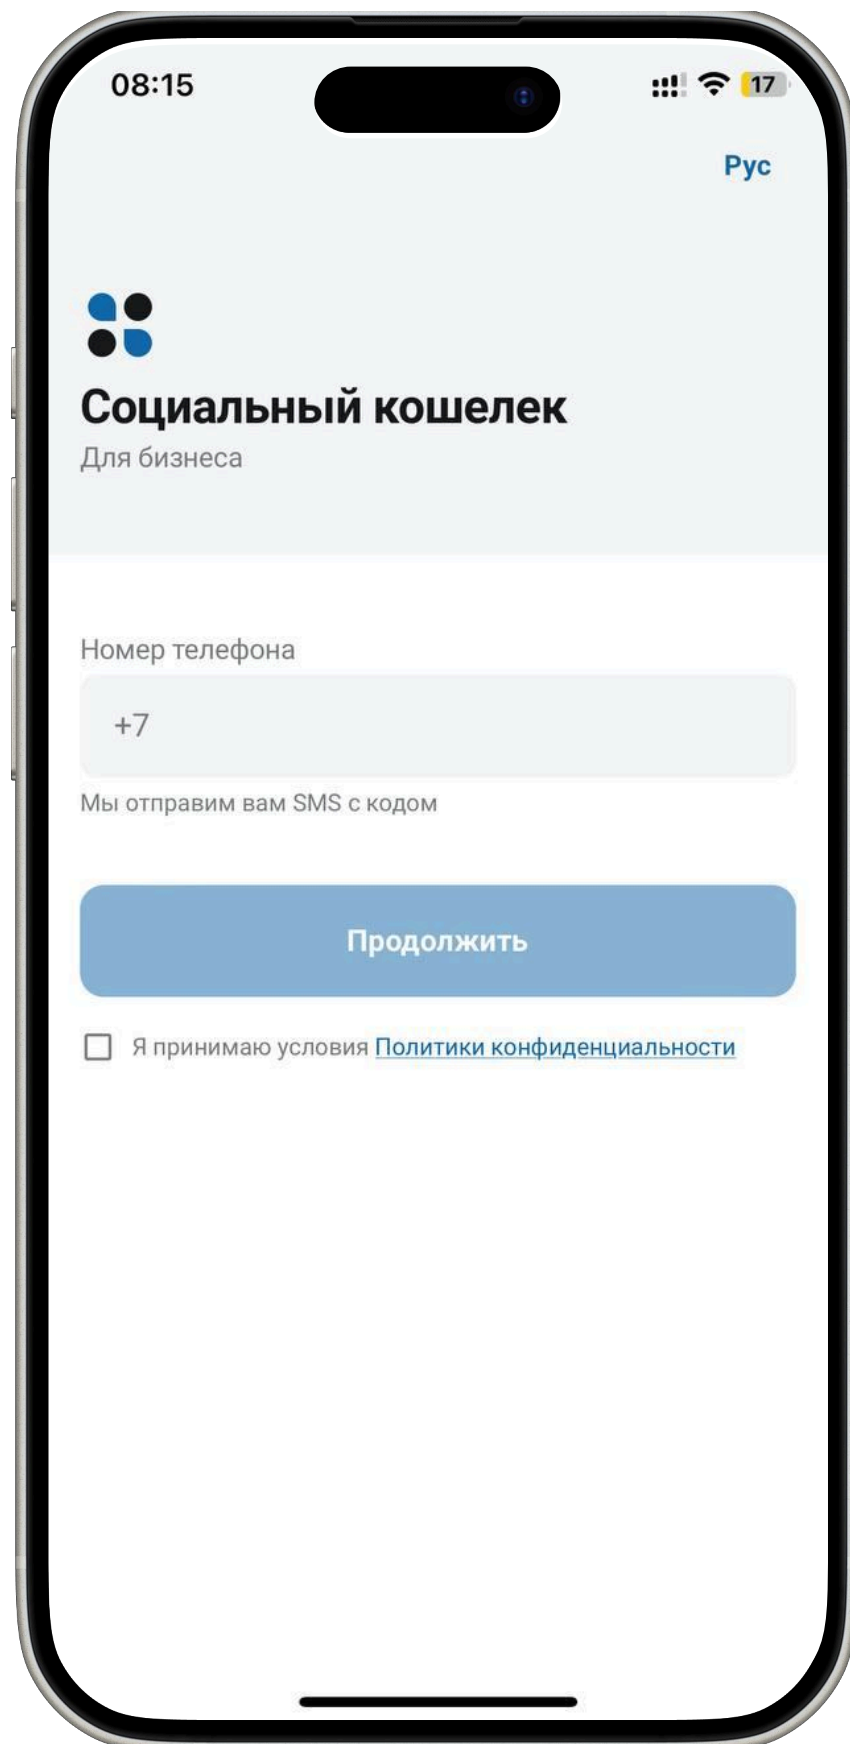 08:15
17
Рус
Социальный кошелек
Для бизнеса
Номер телефона
+7
Мы отправим вам SMS с кодом
Продолжить
Я принимаю условия Политики конфиденциальности